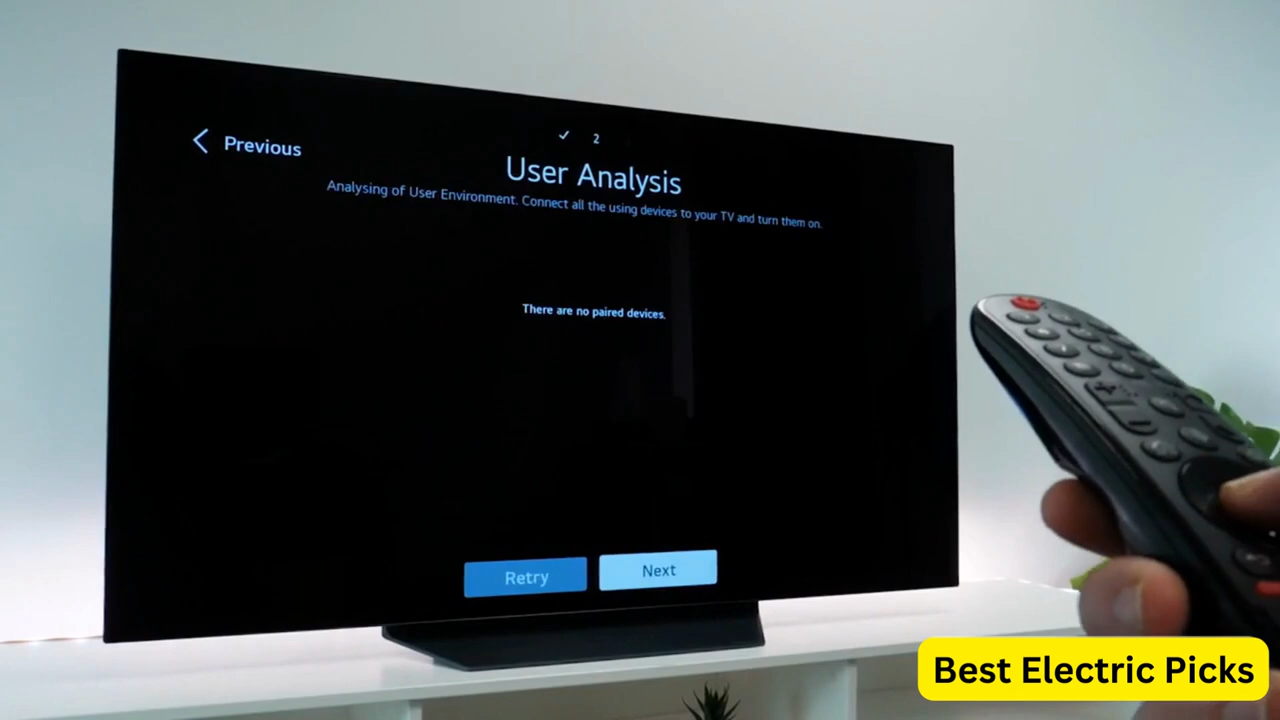 Previous
✓ 2
User Analysis
Analysing of User Environment. Connect all the using devices to your TV and turn them on.
There are no paired devices.
Retry
Next
Best Electric Picks